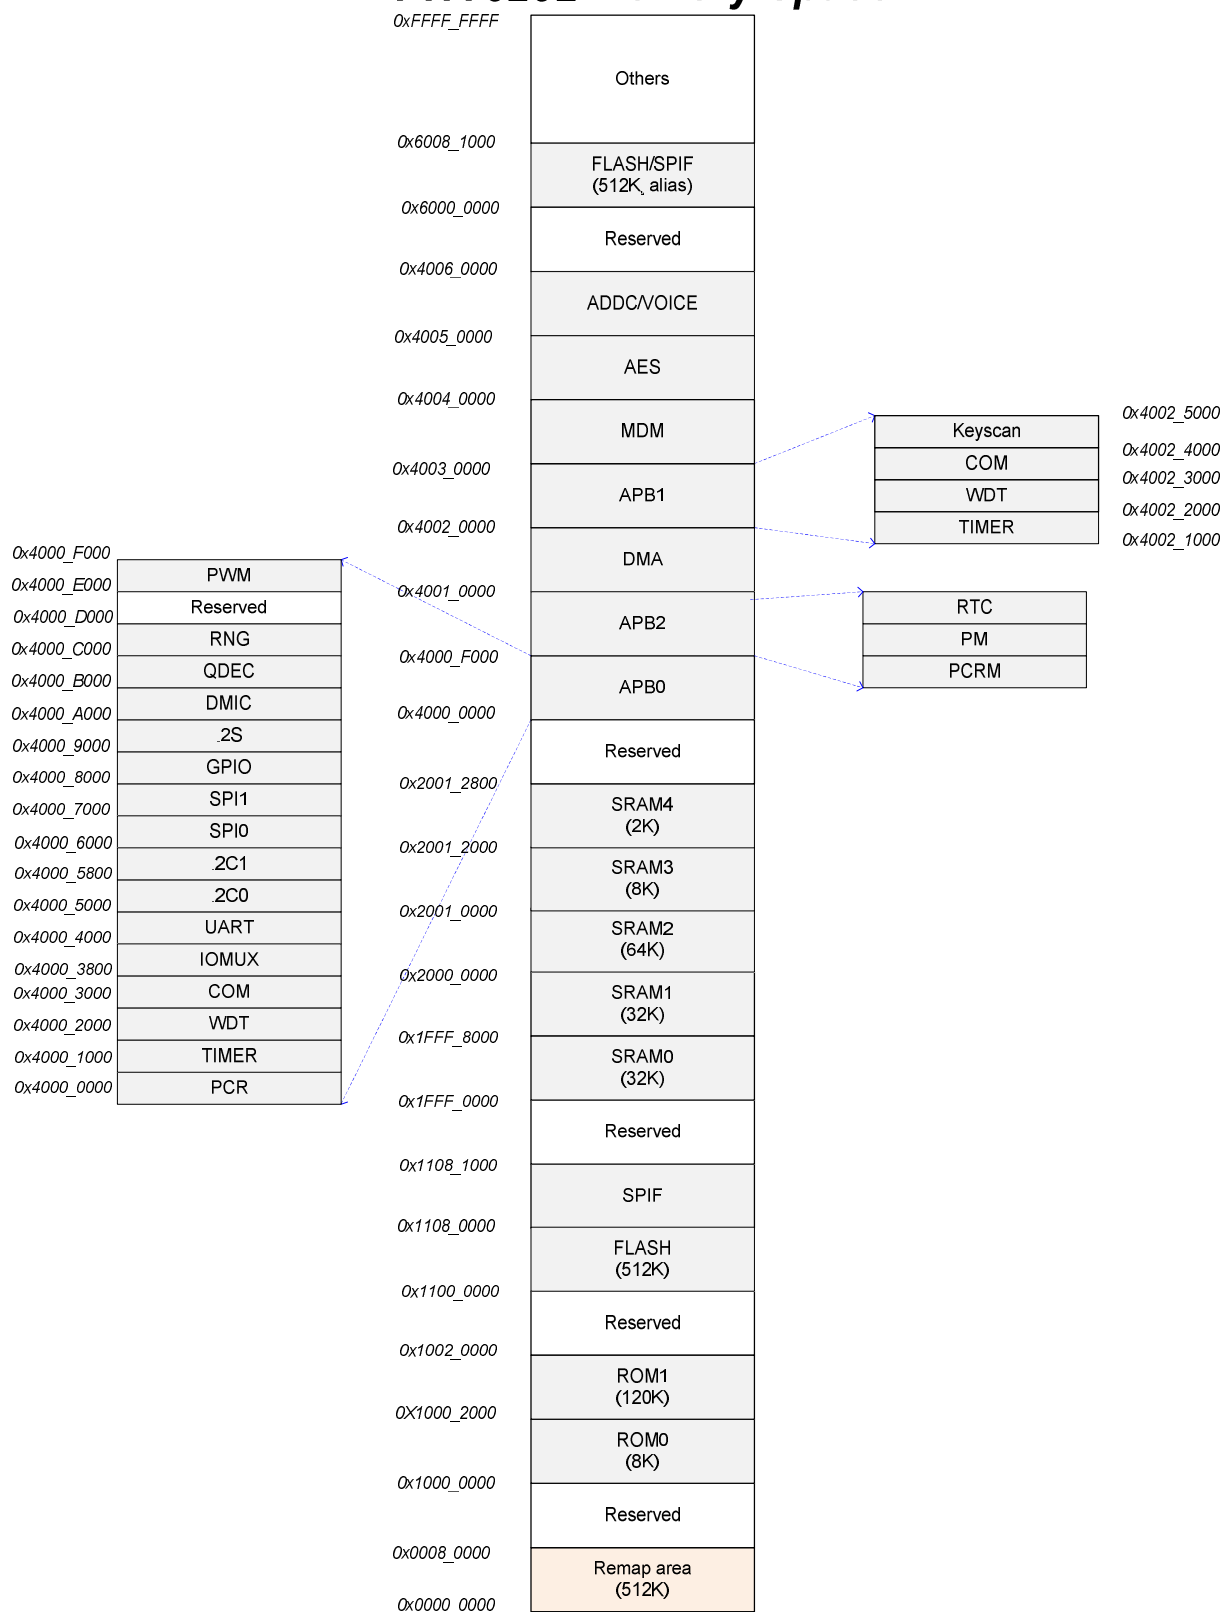 0xFFFF_FFFF
Others
0x6008_1000
FLASH/SPIF
(512K, alias)
0x6000_0000
Reserved
0x4006_0000
ADDC/VOICE
0x4005_0000
AES
0x4004_0000
MDM
0x4003_0000
APB1
0x4002_0000
DMA
0x4001_0000
APB2
0x4000_F000
APB0
0x4000_0000
Reserved
0x2001_2800
SRAM4
(2K)
0x2001_2000
SRAM3
(8K)
0x2001_0000
SRAM2
(64K)
0x2000_0000
SRAM1
(32K)
0x1FFF_8000
SRAM0
(32K)
0x1FFF_0000
Reserved
0x1108_1000
SPIF
0x1108_0000
FLASH
(512K)
0x1100_0000
Reserved
0x1002_0000
ROM1
(120K)
0X1000_2000
ROM0
(8K)
0x1000_0000
Reserved
0x0008_0000
Remap area
(512K)
0x0000_0000
0x4002_5000
Keyscan
0x4002_4000
COM
0x4002_3000
WDT
0x4002_2000
TIMER
0x4002_1000
RTC
PM
PCRM
0x4000_F000
PWM
0x4000_E000
Reserved
0x4000_D000
RNG
0x4000_C000
QDEC
0x4000_B000
DMIC
0x4000_A000
.2S
0x4000_9000
GPIO
0x4000_8000
SPI1
0x4000_7000
SPI0
0x4000_6000
.2C1
0x4000_5800
.2C0
0x4000_5000
UART
0x4000_4000
IOMUX
0x4000_3800
COM
0x4000_3000
WDT
0x4000_2000
TIMER
0x4000_1000
PCR
0x4000_0000